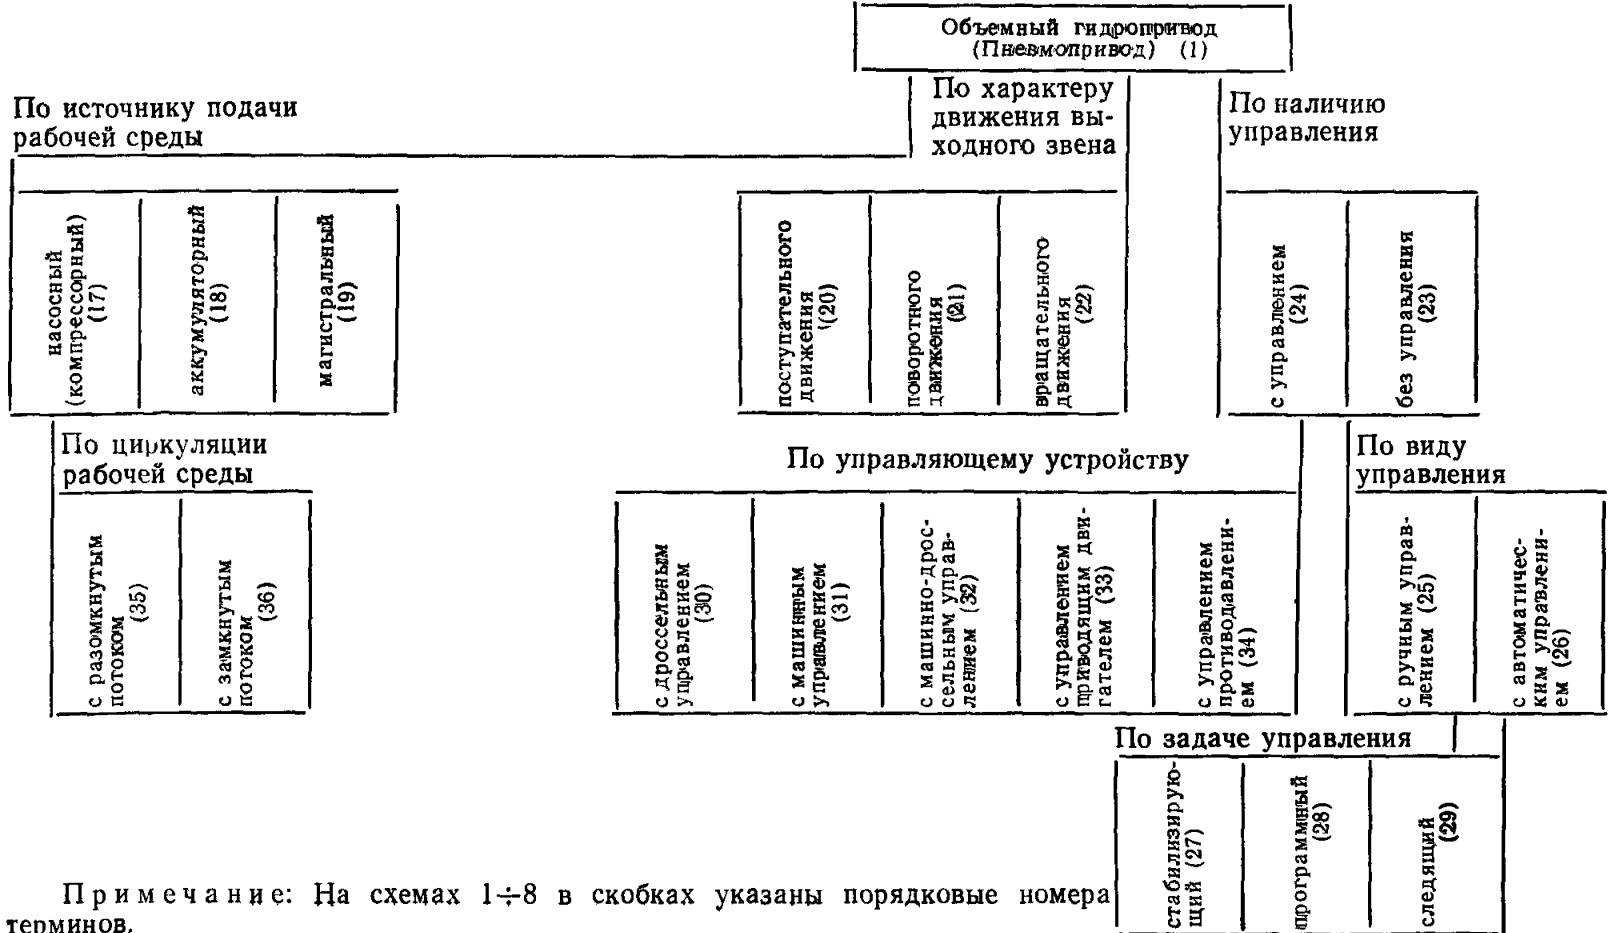 Объемный гидропривод
(Пневмопривод) (1)
По источнику подачи
рабочей среды
По характеру
движения вы-
ходного звена
По наличию
управления
насосный
(компрессорный)
(17)
аккумуляторный
(18)
магистральный
(19)
поступательного
движения
(20)
поворотного
движения
(21)
вращательного
движения
(22)
с управлением
(24)
без управления
(23)
По циркуляции
рабочей среды
По управляющему устройству
По виду
управления
с разомкнутым
потоком
(35)
с замкнутым
потоком
(36)
с дроссельным
управлением
(30)
с машинным
управлением
(31)
с машинно-дрос-
сельным управ-
лением (32)
с управлением
приводящим дви-
гателем (33)
с управлением
противодавлени-
ем (34)
с ручным управ-
лением (25)
с автоматичес-
ким управлени-
ем (26)
По задаче управления
стабилизирую-
щий (27)
программный
(28)
следящий
(29)
Примечание: На схемах 1÷8 в скобках указаны порядковые номера
терминов.